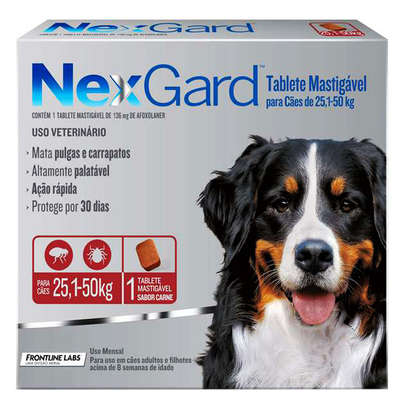 NexGard™
Tablete Mastigável
para Cães de 25,1-50 kg
CONTÉM 1 TABLETE MASTIGÁVEL DE 136 mg DE AFOXOLANER
USO VETERINÁRIO
• Mata pulgas e carrapatos
• Altamente palatável
• Ação rápida
• Protege por 30 dias
PARA CÃES
25,1-50kg
1 TABLETE MASTIGÁVEL
SABOR CARNE
FRONTLINE LABS
Uso Mensal
Para uso em cães adultos e filhotes
acima de 8 semanas de idade